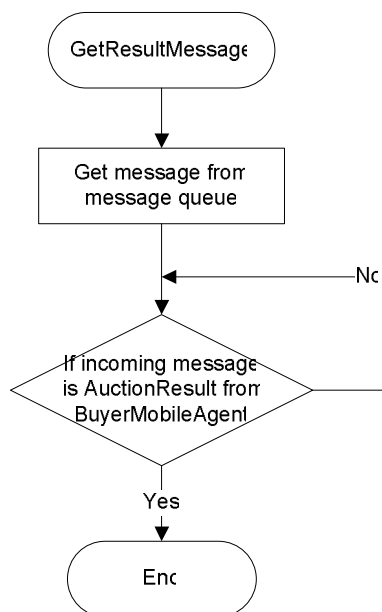 GetResultMessage
Get message from
message queue
No
If incoming message
is AuctionResult from
BuyerMobileAgent
Yes
End